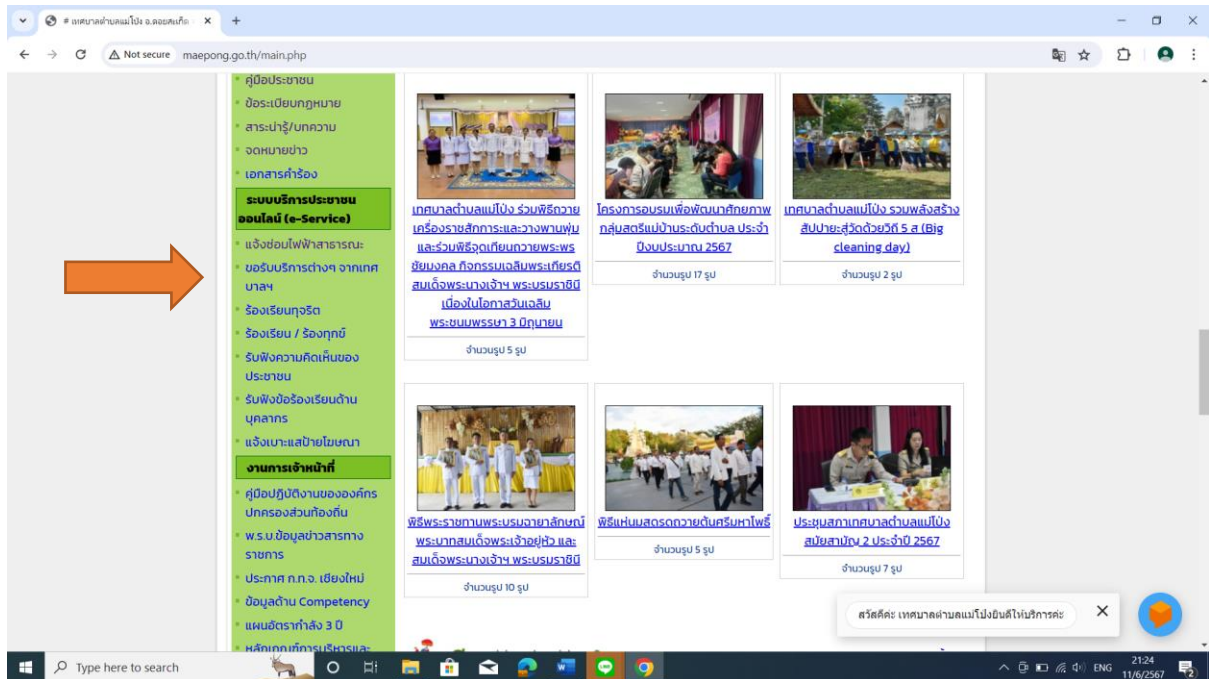 # เทศบาลตำบลแม่โป่ง อ.ดอยสะเก็ด
Not secure
maepong.go.th/main.php
คู่มือประชาชน
ข้อระเบียบกฎหมาย
สาระน่ารู้/บทความ
จดหมายข่าว
เอกสารคำร้อง
ระบบบริการประชาชน
ออนไลน์ (e-Service)
แจ้งซ่อมไฟฟ้าสาธารณะ
ขอรับบริการต่างๆ จากเทศ
บาลฯ
ร้องเรียนทุจริต
ร้องเรียน / ร้องทุกข์
รับฟังความคิดเห็นของ
ประชาชน
รับฟังข้อร้องเรียนด้าน
บุคลากร
แจ้งเบาะแสป้ายโฆษณา
งานการเจ้าหน้าที่
คู่มือปฏิบัติงานขององค์กร
ปกครองส่วนท้องถิ่น
พ.ร.บ.ข้อมูลข่าวสารทาง
ราชการ
ประกาศ ก.ท.จ. เชียงใหม่
ข้อมูลด้าน Competency
แผนอัตรากำลัง 3 ปี
หลักเกณฑ์การบริหารและ
เทศบาลตำบลแม่โป่ง ร่วมพิธีถวาย
เครื่องราชสักการะและวางพานพุ่ม
และร่วมพิธีจุดเทียนถวายพระพร
ชัยมงคล กิจกรรมเฉลิมพระเกียรติ
สมเด็จพระนางเจ้าฯ พระบรมราชินี
เนื่องในโอกาสวันเฉลิม
พระชนมพรรษา 3 มิถุนายน
จำนวนรูป 5 รูป
โครงการอบรมเพื่อพัฒนาศักยภาพ
กลุ่มสตรีแม่บ้านระดับตำบล ประจำ
ปีงบประมาณ 2567
จำนวนรูป 17 รูป
เทศบาลตำบลแม่โป่ง รวมพลังสร้าง
สัปปายะสู่วัดด้วยวิถี 5 ส (Big
cleaning day)
จำนวนรูป 2 รูป
พิธีพระราชทานพระบรมฉายาลักษณ์
พระบาทสมเด็จพระเจ้าอยู่หัว และ
สมเด็จพระนางเจ้าฯ พระบรมราชินี
จำนวนรูป 10 รูป
พิธีแห่นมสดรดถวายต้นศรีมหาโพธิ์
จำนวนรูป 5 รูป
ประชุมสภาเทศบาลตำบลแม่โป่ง
สมัยสามัญ 2 ประจำปี 2567
จำนวนรูป 7 รูป
สวัสดีค่ะ เทศบาลตำบลแม่โป่งยินดีให้บริการค่ะ
Type here to search
ENG
21:24
11/6/2567